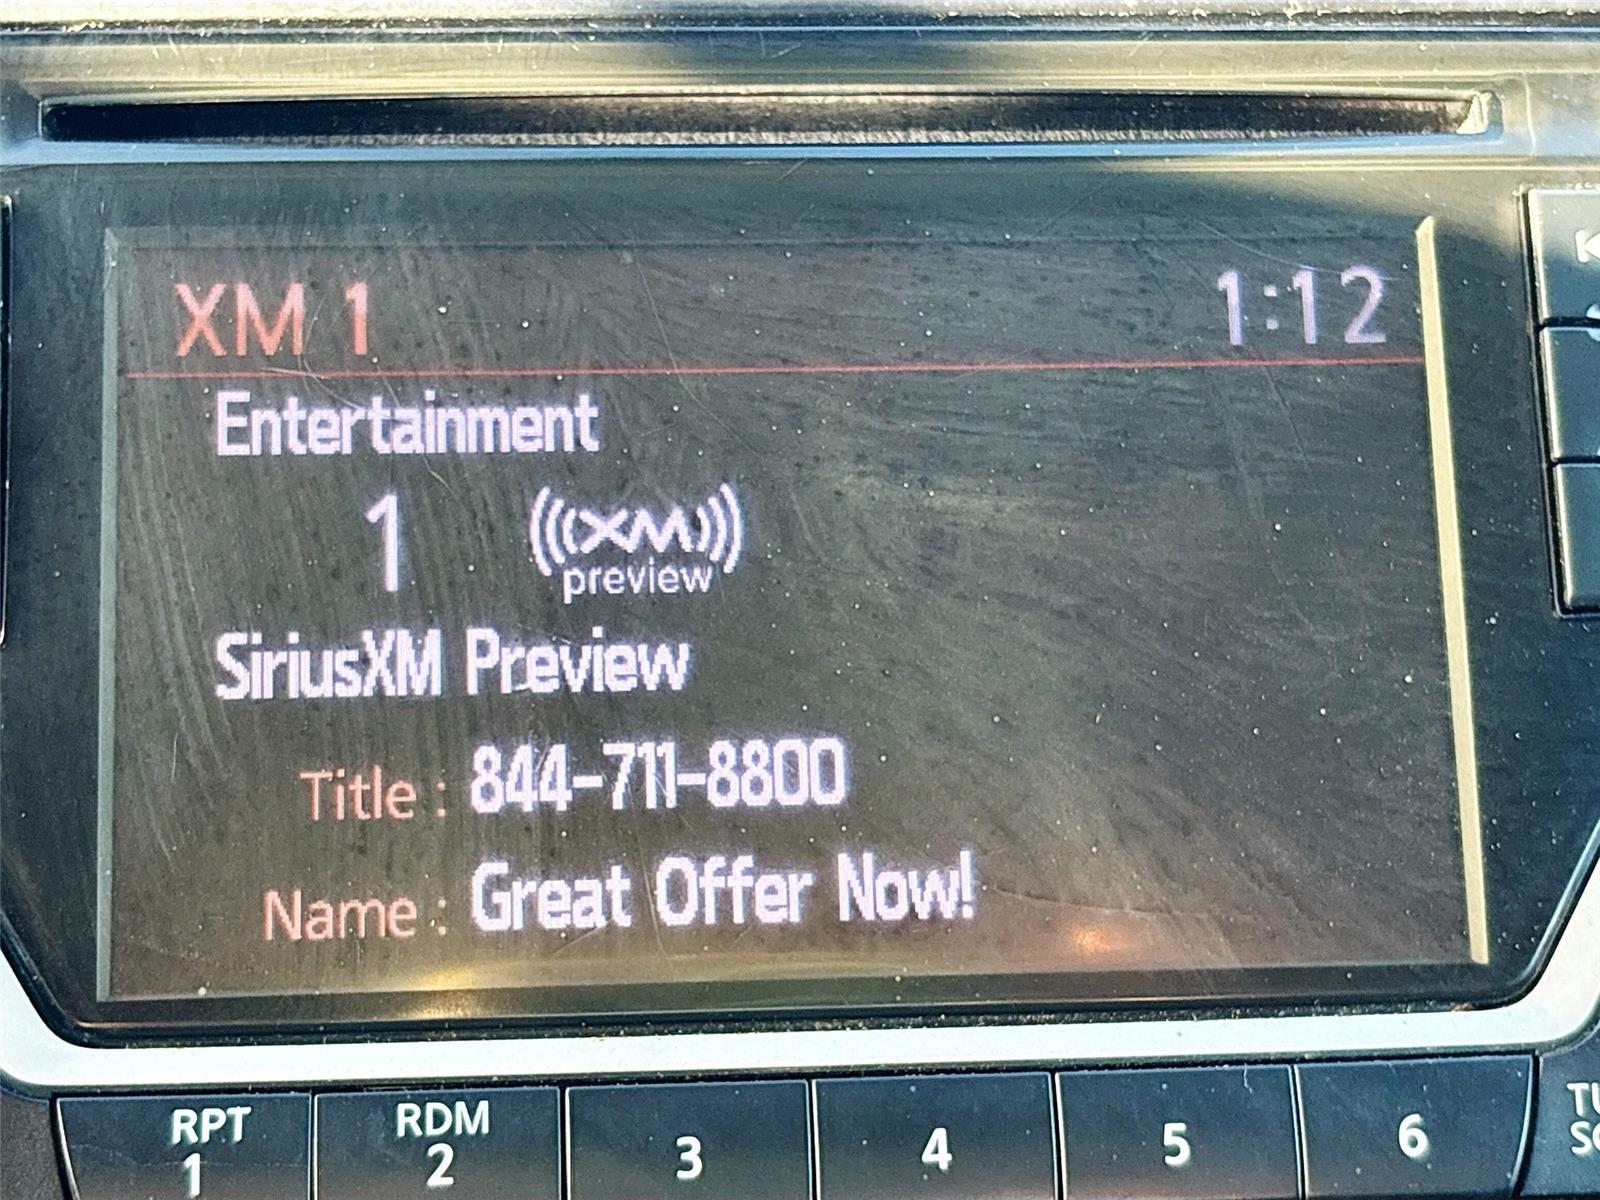 XM 1 1:12
Entertainment
1 (((XM)))
preview
SiriusXM Preview
Title : 844-711-8800
Name : Great Offer Now!
RPT RDM
1 2 3 4 5 6